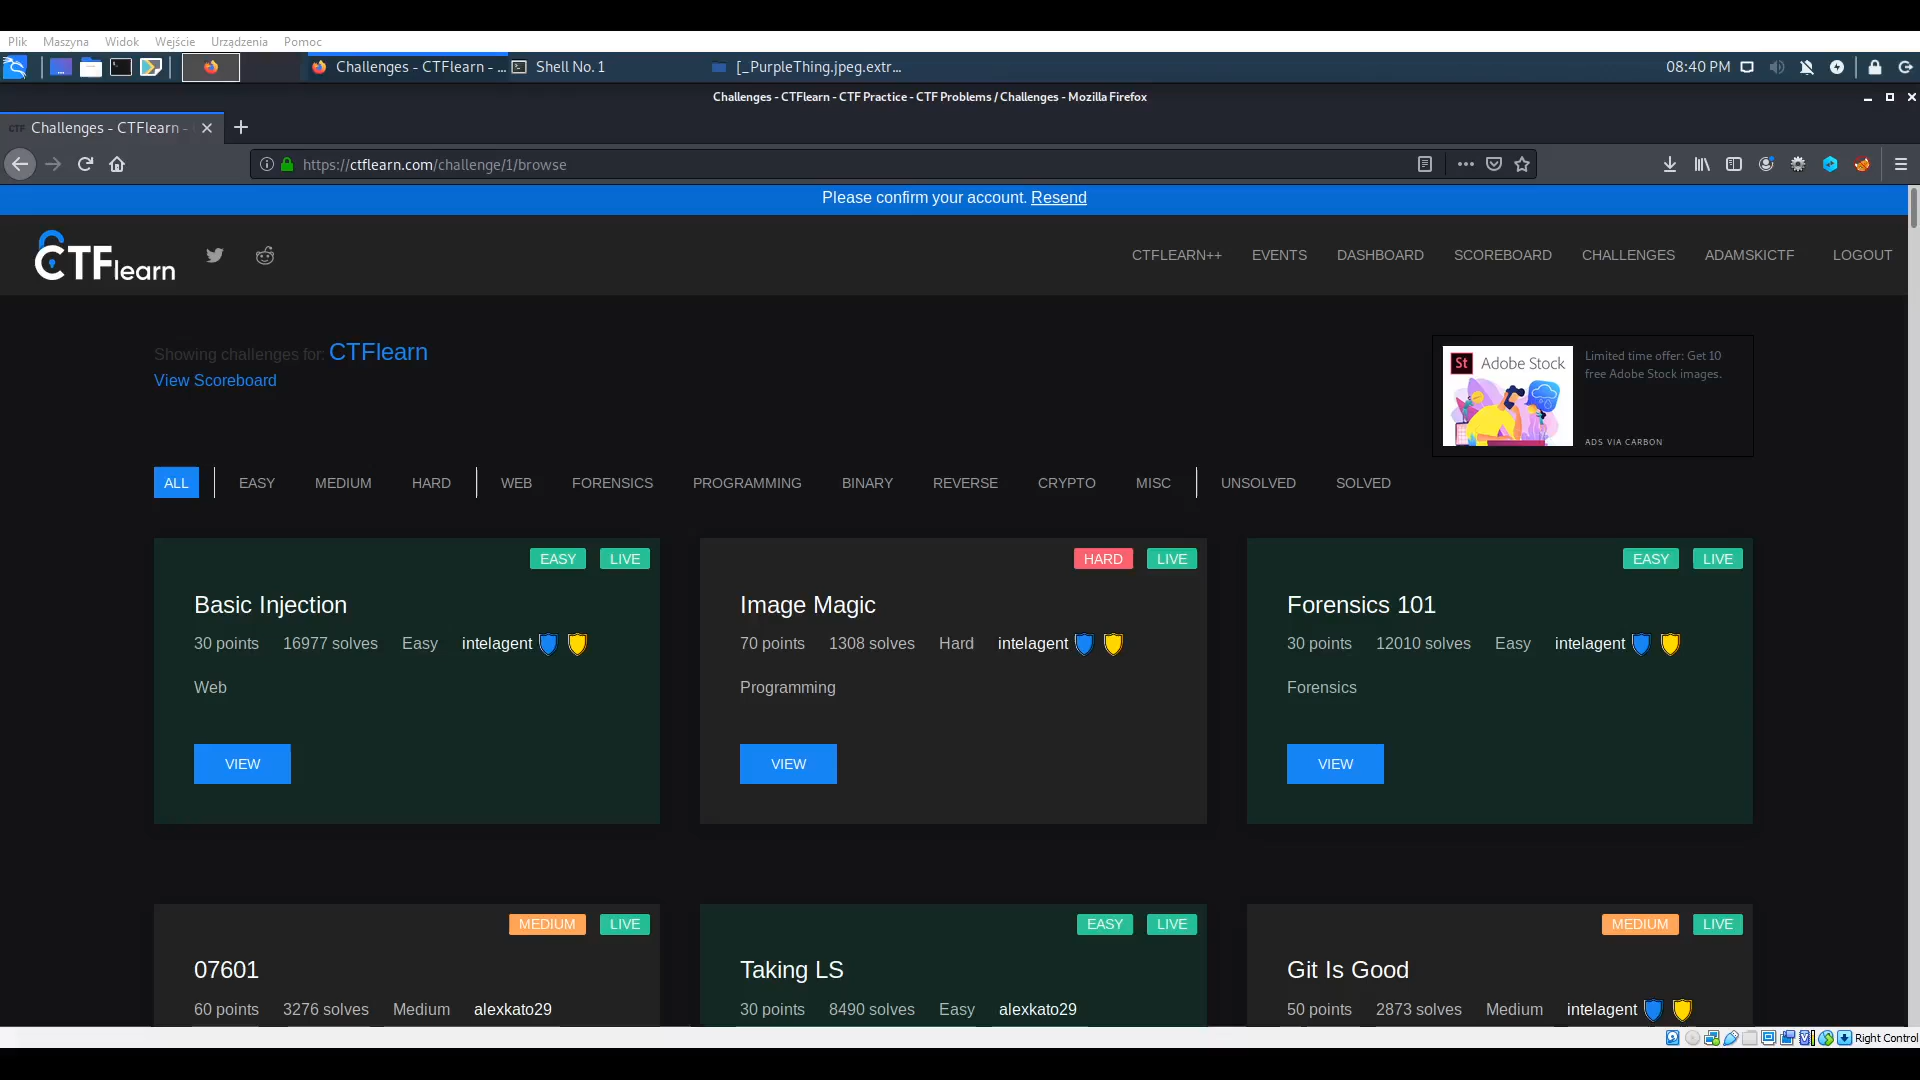 Plik Maszyna Widok Wejście Urządzenia Pomoc
Challenges - CTFlearn - ... Shell No. 1 [_PurpleThing.jpeg.extr... 08:40 PM
Challenges - CTFlearn - CTF Practice - CTF Problems / Challenges - Mozilla Firefox
CTF Challenges - CTFlearn -
https://ctflearn.com/challenge/1/browse
Please confirm your account. Resend
CTFlearn CTFLEARN++ EVENTS DASHBOARD SCOREBOARD CHALLENGES ADAMSKICTF LOGOUT
Showing challenges for: CTFlearn
View Scoreboard
St Adobe Stock
Limited time offer: Get 10
free Adobe Stock images.
ADS VIA CARBON
ALL EASY MEDIUM HARD WEB FORENSICS PROGRAMMING BINARY REVERSE CRYPTO MISC UNSOLVED SOLVED
EASY LIVE
Basic Injection
30 points 16977 solves Easy intelagent
Web
VIEW
HARD LIVE
Image Magic
70 points 1308 solves Hard intelagent
Programming
VIEW
EASY LIVE
Forensics 101
30 points 12010 solves Easy intelagent
Forensics
VIEW
MEDIUM LIVE
07601
60 points 3276 solves Medium alexkato29
EASY LIVE
Taking LS
30 points 8490 solves Easy alexkato29
MEDIUM LIVE
Git Is Good
50 points 2873 solves Medium intelagent
Right Control